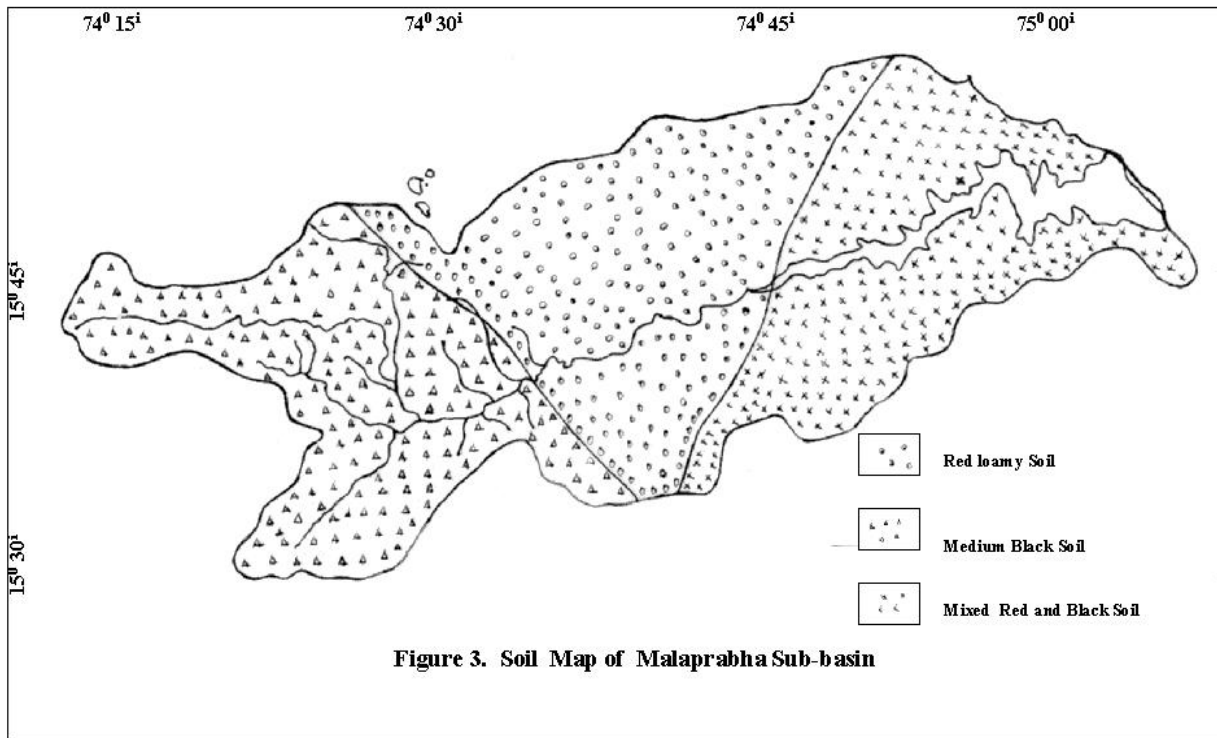 74⁰ 15ⁱ 74⁰ 30ⁱ 74⁰ 45ⁱ 75⁰ 00ⁱ
15⁰ 45ⁱ
15⁰ 30ⁱ
Red loamy Soil
Medium Black Soil
Mixed Red and Black Soil
Figure 3. Soil Map of Malaprabha Sub-basin